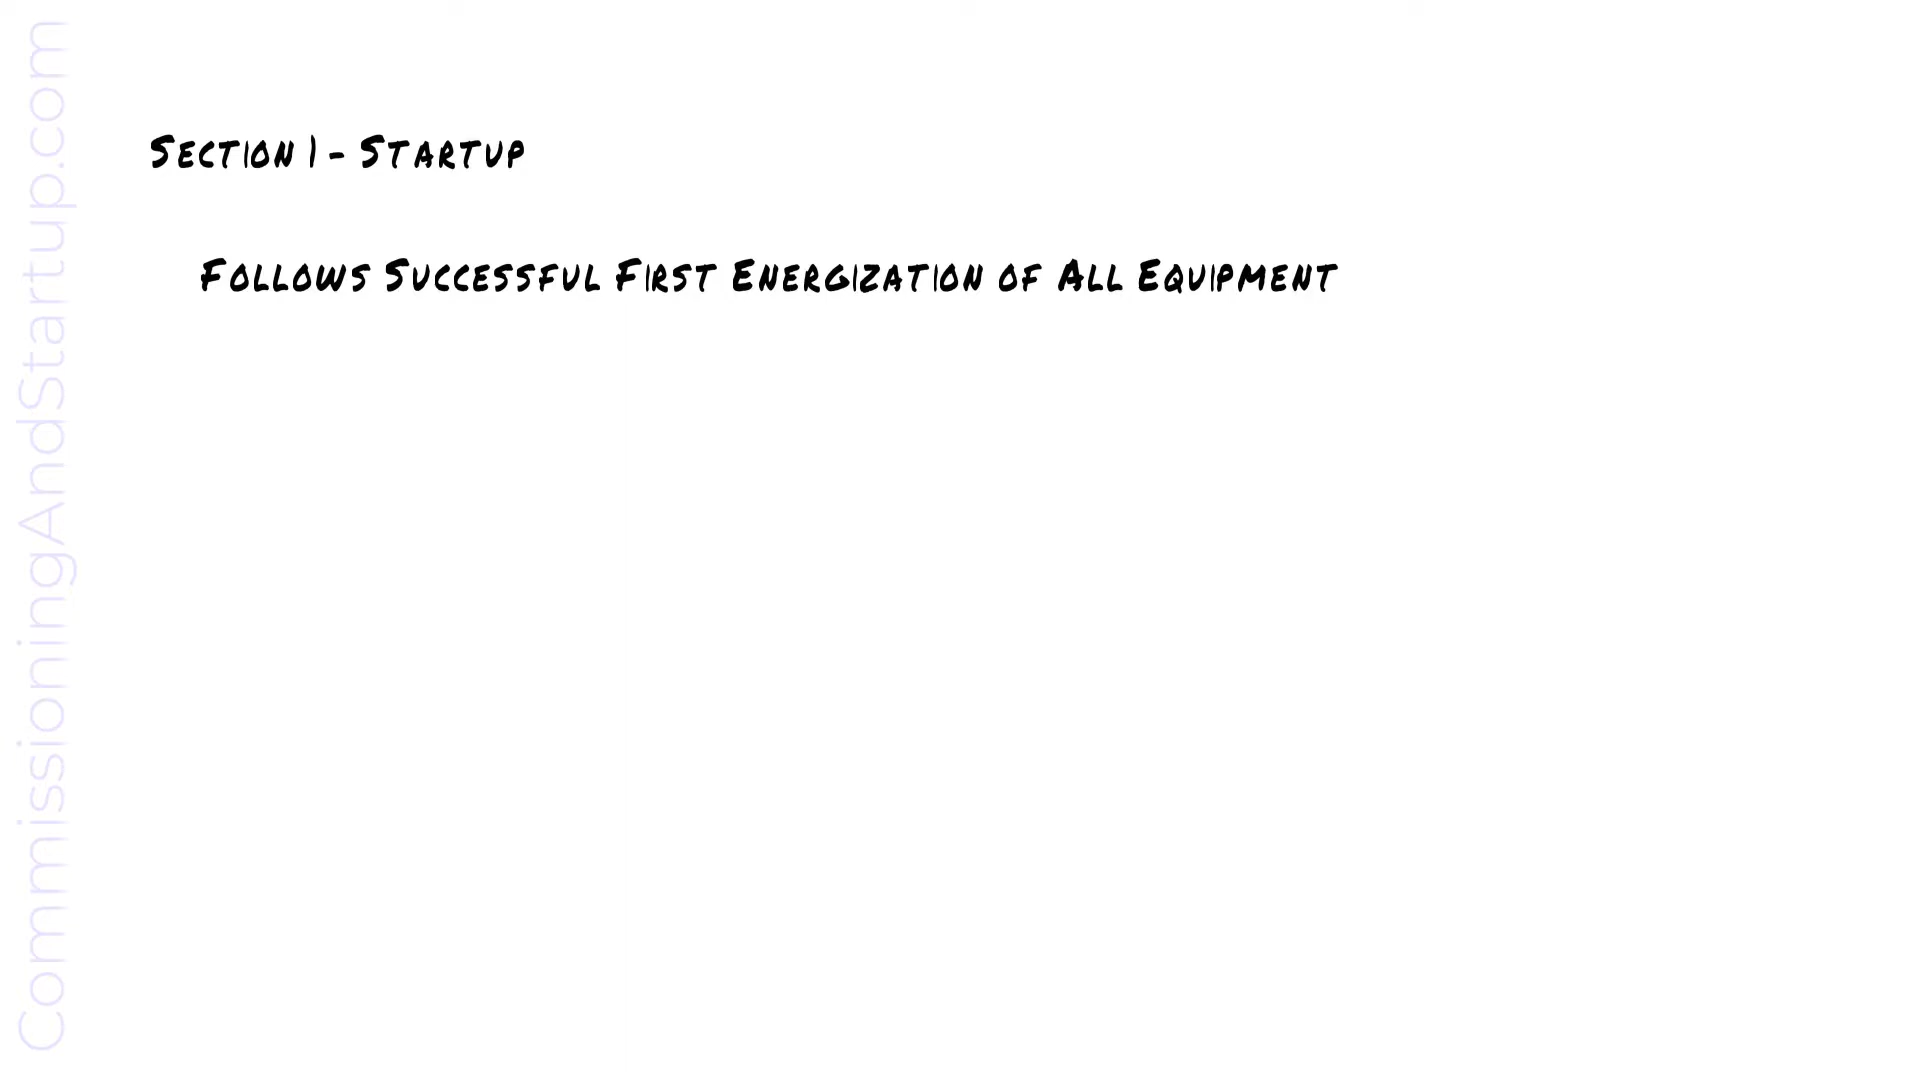 CommissioningAndStartup.com
Section 1 - Startup
Follows Successful First Energization of All Equipment